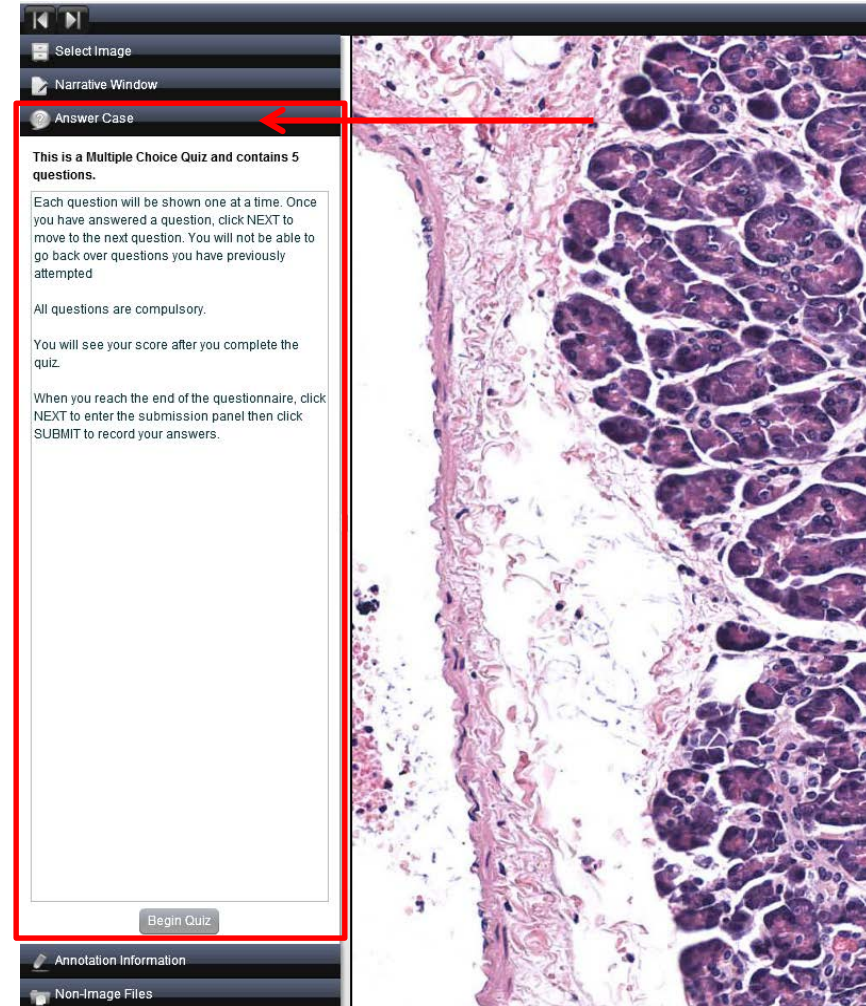 Select Image
Narrative Window
Answer Case
This is a Multiple Choice Quiz and contains 5
questions.
Each question will be shown one at a time. Once
you have answered a question, click NEXT to
move to the next question. You will not be able to
go back over questions you have previously
attempted
All questions are compulsory.
You will see your score after you complete the
quiz.
When you reach the end of the questionnaire, click
NEXT to enter the submission panel then click
SUBMIT to record your answers.
Begin Quiz
Annotation Information
Non-Image Files